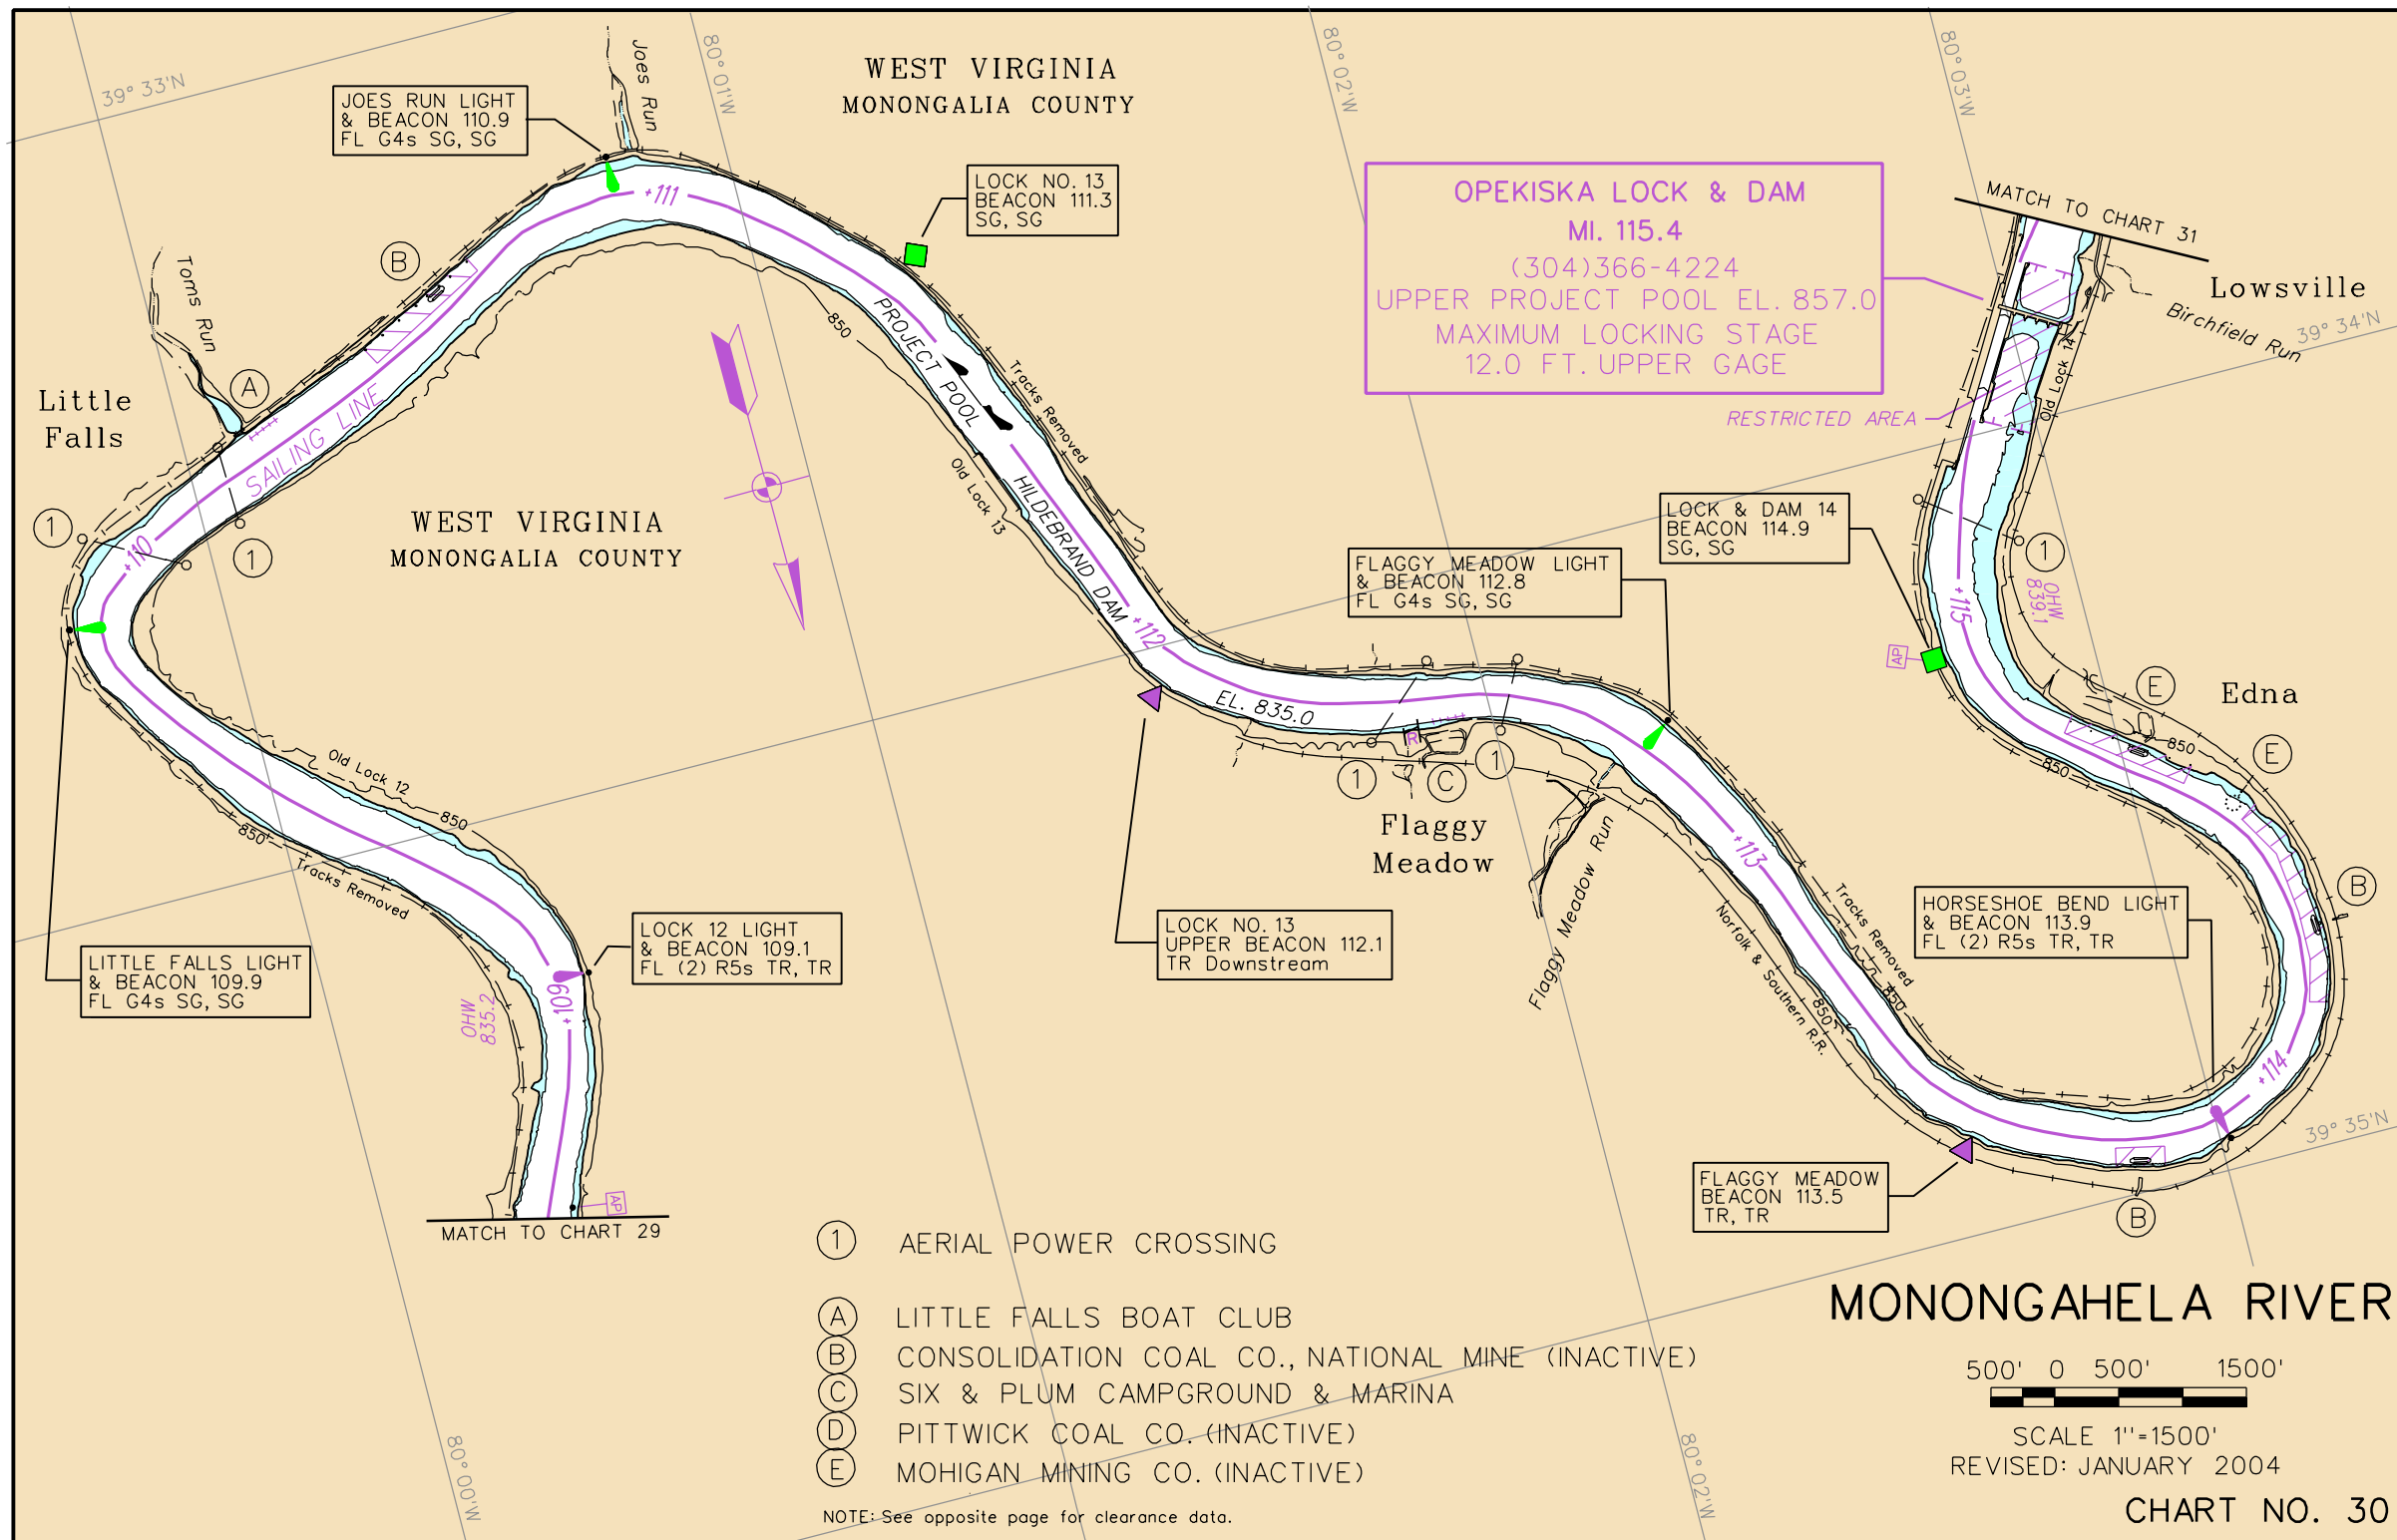 39° 33'N
80° 01'W
80° 02'W
80° 03'W
WEST VIRGINIA
MONONGALIA COUNTY
JOES RUN LIGHT
& BEACON 110.9
FL G4s SG, SG
Joes Run
+111
LOCK NO. 13
BEACON 111.3
SG, SG
OPEKISKA LOCK & DAM
MI. 115.4
(304)366-4224
UPPER PROJECT POOL EL. 857.0
MAXIMUM LOCKING STAGE
12.0 FT. UPPER GAGE
RESTRICTED AREA
MATCH TO CHART 31
Lowsville
Birchfield Run
39° 34'N
Old Lock 14
B
Toms Run
A
Little
Falls
SAILING LINE
850
PROJECT POOL
Tracks Removed
Old Lock 13
HILDEBRAND DAM
WEST VIRGINIA
MONONGALIA COUNTY
1
+110
1
LOCK & DAM 14
BEACON 114.9
SG, SG
FLAGGY MEADOW LIGHT
& BEACON 112.8
FL G4s SG, SG
1
OHW
839.1
+115
AP
+112
EL. 835.0
R
1
C
1
Flaggy
Meadow
Flaggy Meadow Run
E
Edna
850
850
E
B
Old Lock 12
850
850
Tracks Removed
+113
Tracks Removed
Norfolk & Southern R.R.
850
850
HORSESHOE BEND LIGHT
& BEACON 113.9
FL (2) R5s TR, TR
LOCK 12 LIGHT
& BEACON 109.1
FL (2) R5s TR, TR
LOCK NO. 13
UPPER BEACON 112.1
TR Downstream
LITTLE FALLS LIGHT
& BEACON 109.9
FL G4s SG, SG
OHW
835.2
+109
+114
39° 35'N
FLAGGY MEADOW
BEACON 113.5
TR, TR
B
AP
MATCH TO CHART 29
1 AERIAL POWER CROSSING
A LITTLE FALLS BOAT CLUB
B CONSOLIDATION COAL CO., NATIONAL MINE (INACTIVE)
C SIX & PLUM CAMPGROUND & MARINA
D PITTWICK COAL CO. (INACTIVE)
E MOHIGAN MINING CO. (INACTIVE)
NOTE: See opposite page for clearance data.
80° 00'W
80° 02'W
MONONGAHELA RIVER
500' 0 500' 1500'
SCALE 1"=1500'
REVISED: JANUARY 2004
CHART NO. 30